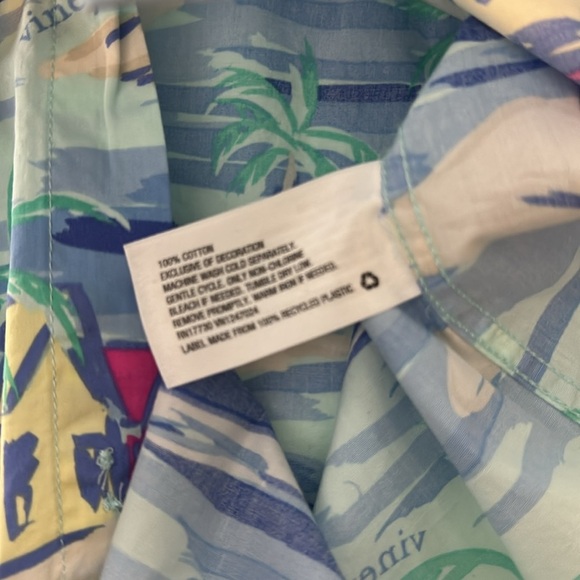 vine
100% COTTON
EXCLUSIVE OF DECORATION
MACHINE WASH COLD SEPARATELY.
GENTLE CYCLE. ONLY NON-CHLORINE
BLEACH IF NEEDED. TUMBLE DRY LOW.
REMOVE PROMPTLY. WARM IRON IF NEEDED.
RN17730 VN1247024
LABEL MADE FROM 100% RECYCLED PLASTIC.
vine